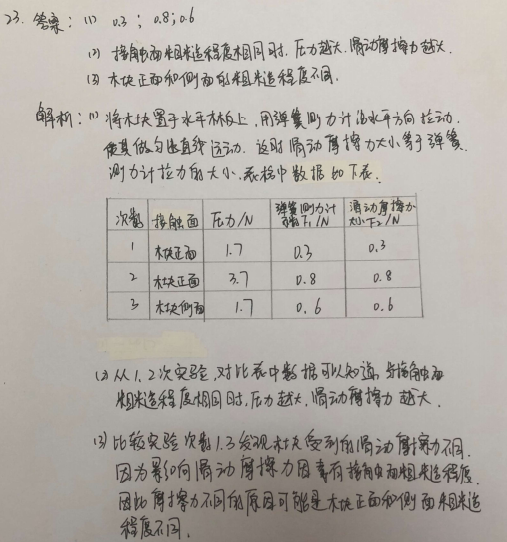 23. 答案: (1) 0.3 ; 0.8; 0.6
(2) 接触面粗糙程度相同时, 压力越大, 滑动摩擦力越大.
(3) 木块正面和侧面的粗糙程度不同.
解析: (1) 将木块置于水平木板上, 用弹簧测力计沿水平方向拉动,
使其做匀速直线运动. 这时滑动摩擦力大小等于弹簧
测力计拉力的大小. 表格中数据如下表.
次数 接触面 压力/N 弹簧测力计 F₁/N 滑动摩擦力大小F₂/N
1 木块正面 1.7 0.3 0.3
2 木块正面 3.7 0.8 0.8
3 木块侧面 1.7 0.6 0.6
(2) 从1、2次实验, 对比表中数据可以知道, 当接触面
粗糙程度相同时, 压力越大, 滑动摩擦力越大.
(3) 比较实验次数1.3发现木块受到的滑动摩擦力不同.
因为影响滑动摩擦力因素有接触面粗糙程度.
因此摩擦力不同的原因可能是木块正面和侧面粗糙
程度不同.